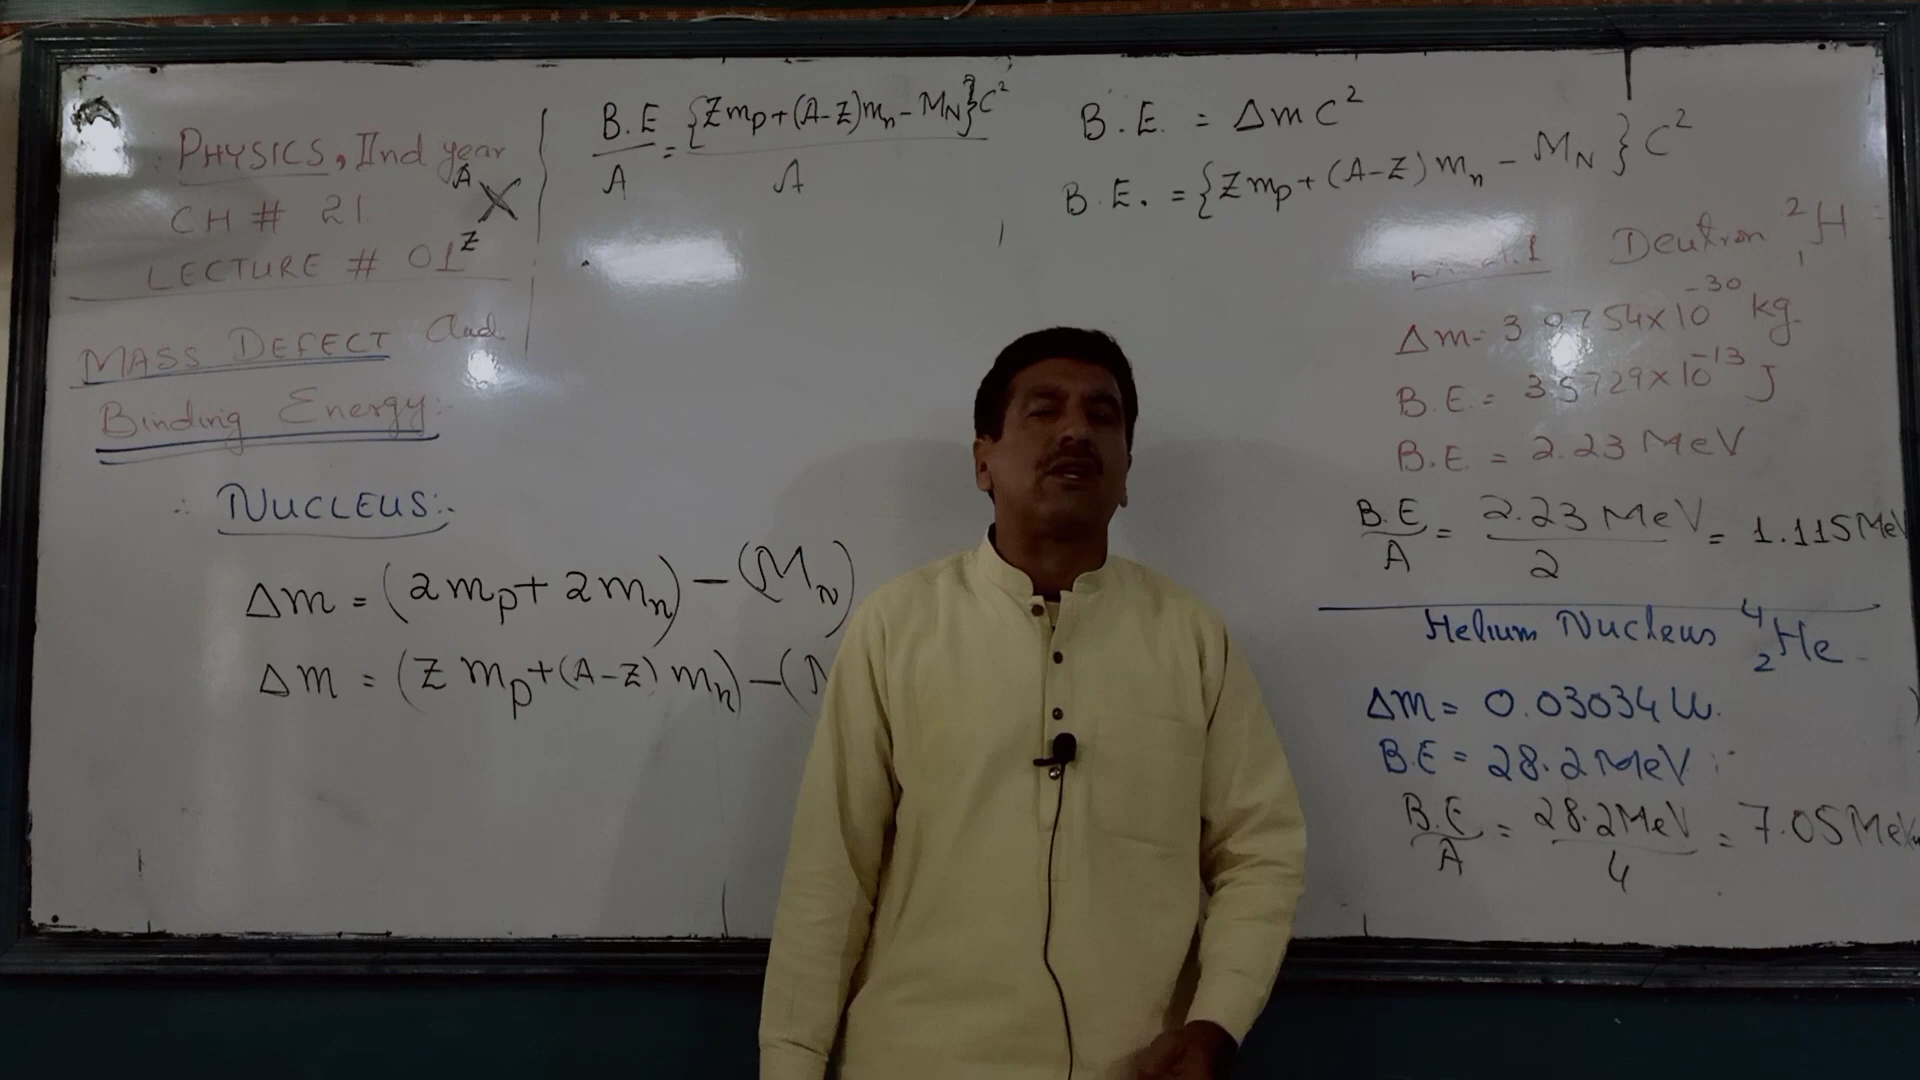 PHYSICS, IInd year
CH # 21
LECTURE # 01
A
X
Z
MASS DEFECT And
Binding Energy:-
NUCLEUS:-
Δm = (2mp + 2mn) - (MN)
Δm = (Z mp + (A-Z) mn) - (
B.E / A = {Zmp + (A-Z)mn - MN}C² / A
B.E. = ΔmC²
B.E. = {Zmp + (A-Z)mn - MN}C²
.1 Deutron ²₁H
Δm = 3.9754×10⁻³⁰ kg
B.E. = 3.5729×10⁻¹³ J
B.E. = 2.23 MeV
B.E / A = 2.23 MeV / 2 = 1.115 MeV
Helium Nucleus ⁴₂He
Δm = 0.03034 U.
B.E = 28.2 MeV
B.E / A = 28.2 MeV / 4 = 7.05 MeV